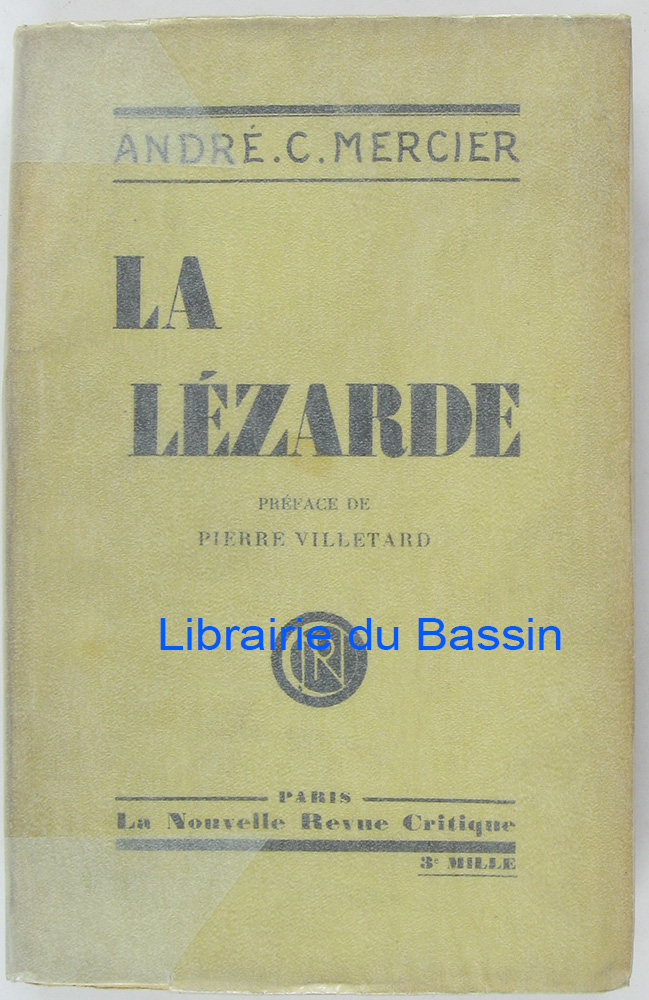 ANDRÉ.C.MERCIER
LA
LÉZARDE
PRÉFACE DE
PIERRE VILLETARD
Librairie du Bassin
PARIS
La Nouvelle Revue Critique
3e MILLE